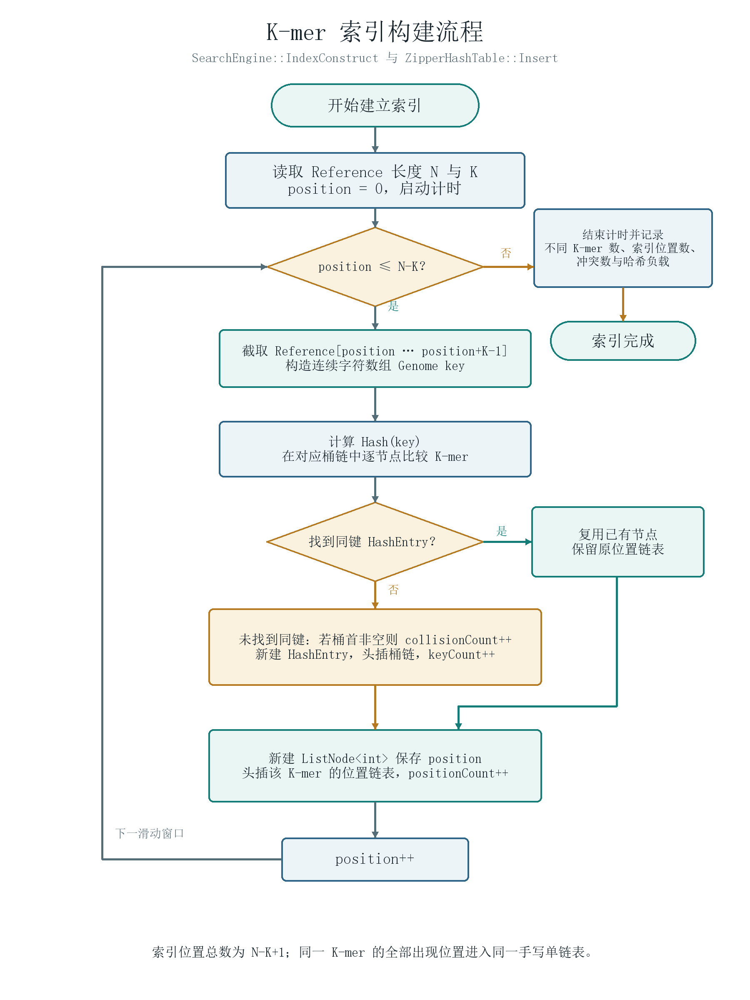 K-mer 索引构建流程
SearchEngine::IndexConstruct 与 ZipperHashTable::Insert
开始建立索引
读取 Reference 长度 N 与 K
position = 0，启动计时
position ≤ N-K？
否
结束计时并记录
不同 K-mer 数、索引位置数、
冲突数与哈希负载
索引完成
是
截取 Reference[position … position+K-1]
构造连续字符数组 Genome key
计算 Hash(key)
在对应桶链中逐节点比较 K-mer
找到同键 HashEntry？
是
复用已有节点
保留原位置链表
否
未找到同键：若桶首非空则 collisionCount++
新建 HashEntry，头插桶链，keyCount++
新建 ListNode<int> 保存 position
头插该 K-mer 的位置链表，positionCount++
下一滑动窗口
position++
索引位置总数为 N-K+1；同一 K-mer 的全部出现位置进入同一手写单链表。